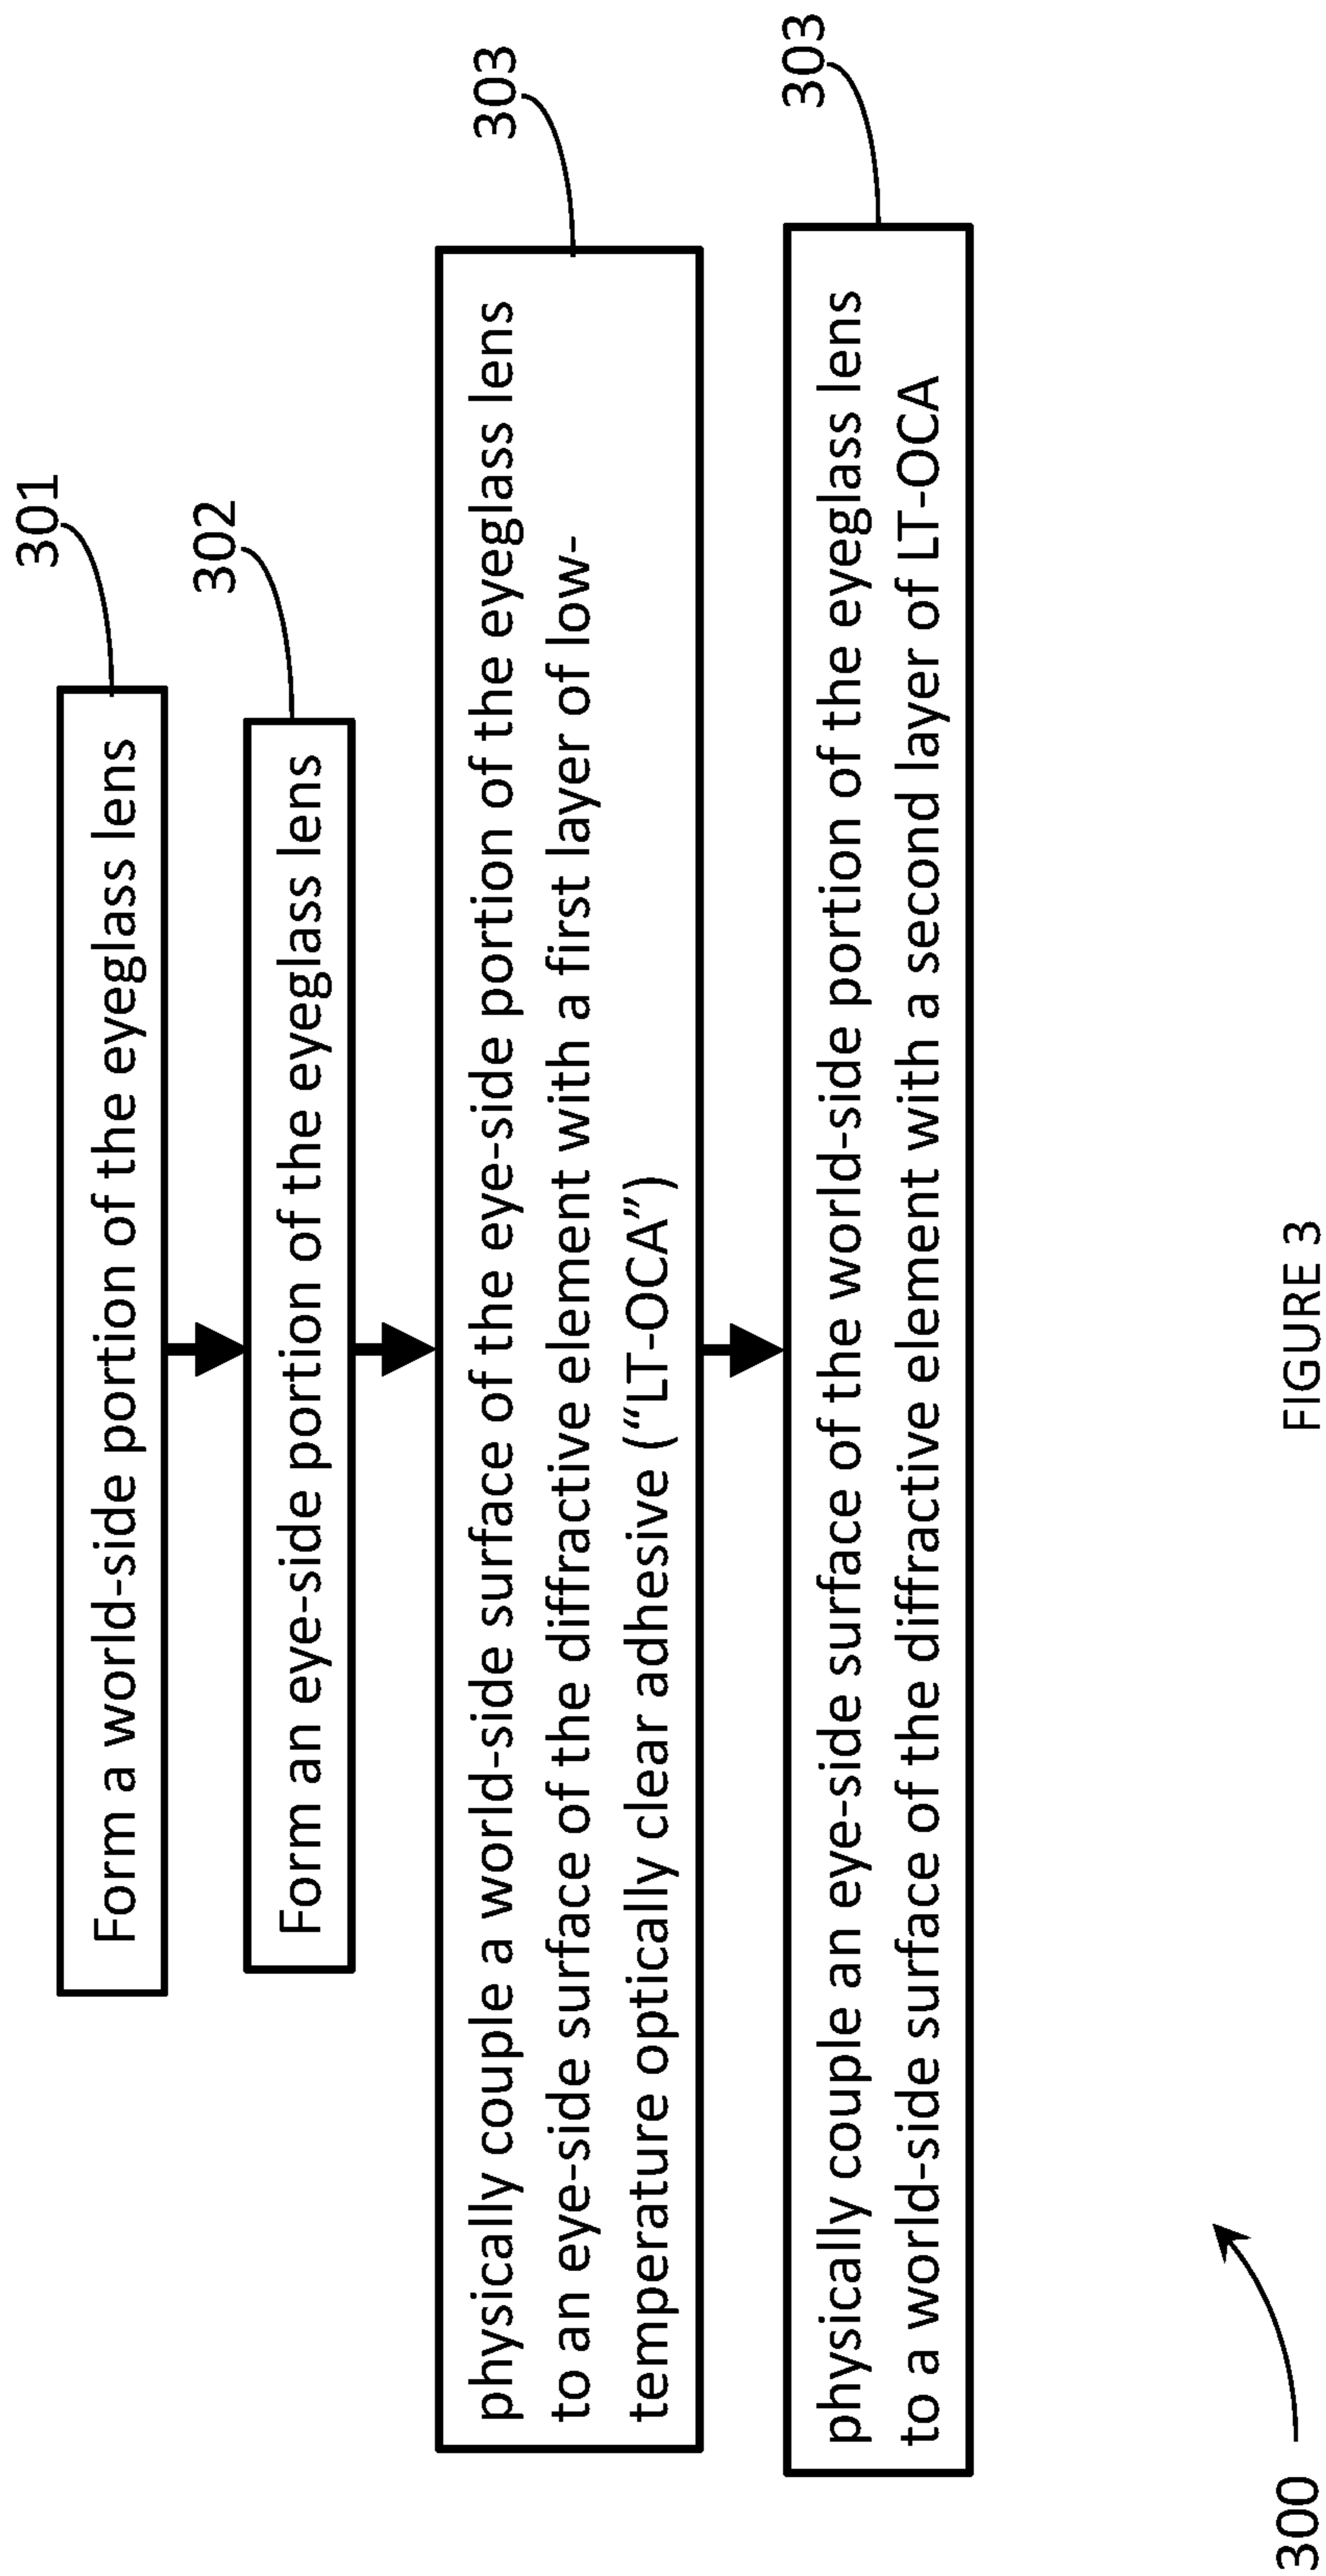 301
Form a world-side portion of the eyeglass lens
302
Form an eye-side portion of the eyeglass lens
303
physically couple a world-side surface of the eye-side portion of the eyeglass lens
to an eye-side surface of the diffractive element with a first layer of low-
temperature optically clear adhesive (“LT-OCA”)
303
physically couple an eye-side surface of the world-side portion of the eyeglass lens
to a world-side surface of the diffractive element with a second layer of LT-OCA
300
FIGURE 3